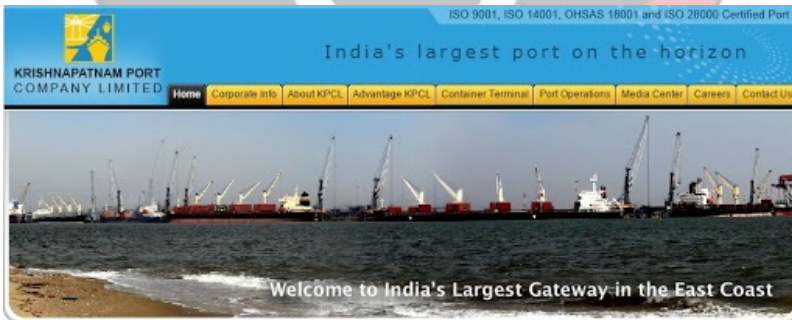 ISO 9001, ISO 14001, OHSAS 18001 and ISO 28000 Certified Port
India's largest port on the horizon
KRISHNAPATNAM PORT
COMPANY LIMITED
Home Corporate Info About KPCL Advantage KPCL Container Terminal Port Operations Media Center Careers Contact Us
Welcome to India's Largest Gateway in the East Coast